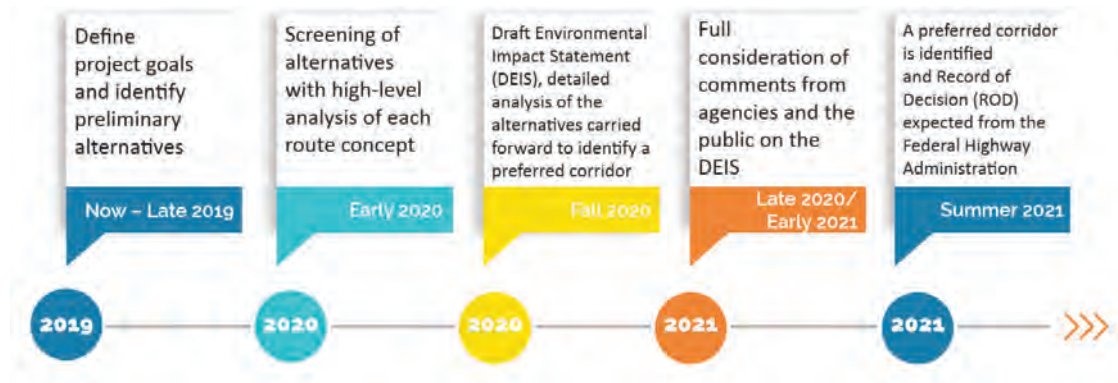 Define
project goals
and identify
preliminary
alternatives
Now – Late 2019
Screening of
alternatives
with high-level
analysis of each
route concept
Early 2020
Draft Environmental
Impact Statement
(DEIS), detailed
analysis of the
alternatives carried
forward to identify a
preferred corridor
Fall 2020
Full
consideration of
comments from
agencies and the
public on the
DEIS
Late 2020/
Early 2021
A preferred corridor
is identified
and Record of
Decision (ROD)
expected from the
Federal Highway
Administration
Summer 2021
2019
2020
2020
2021
2021